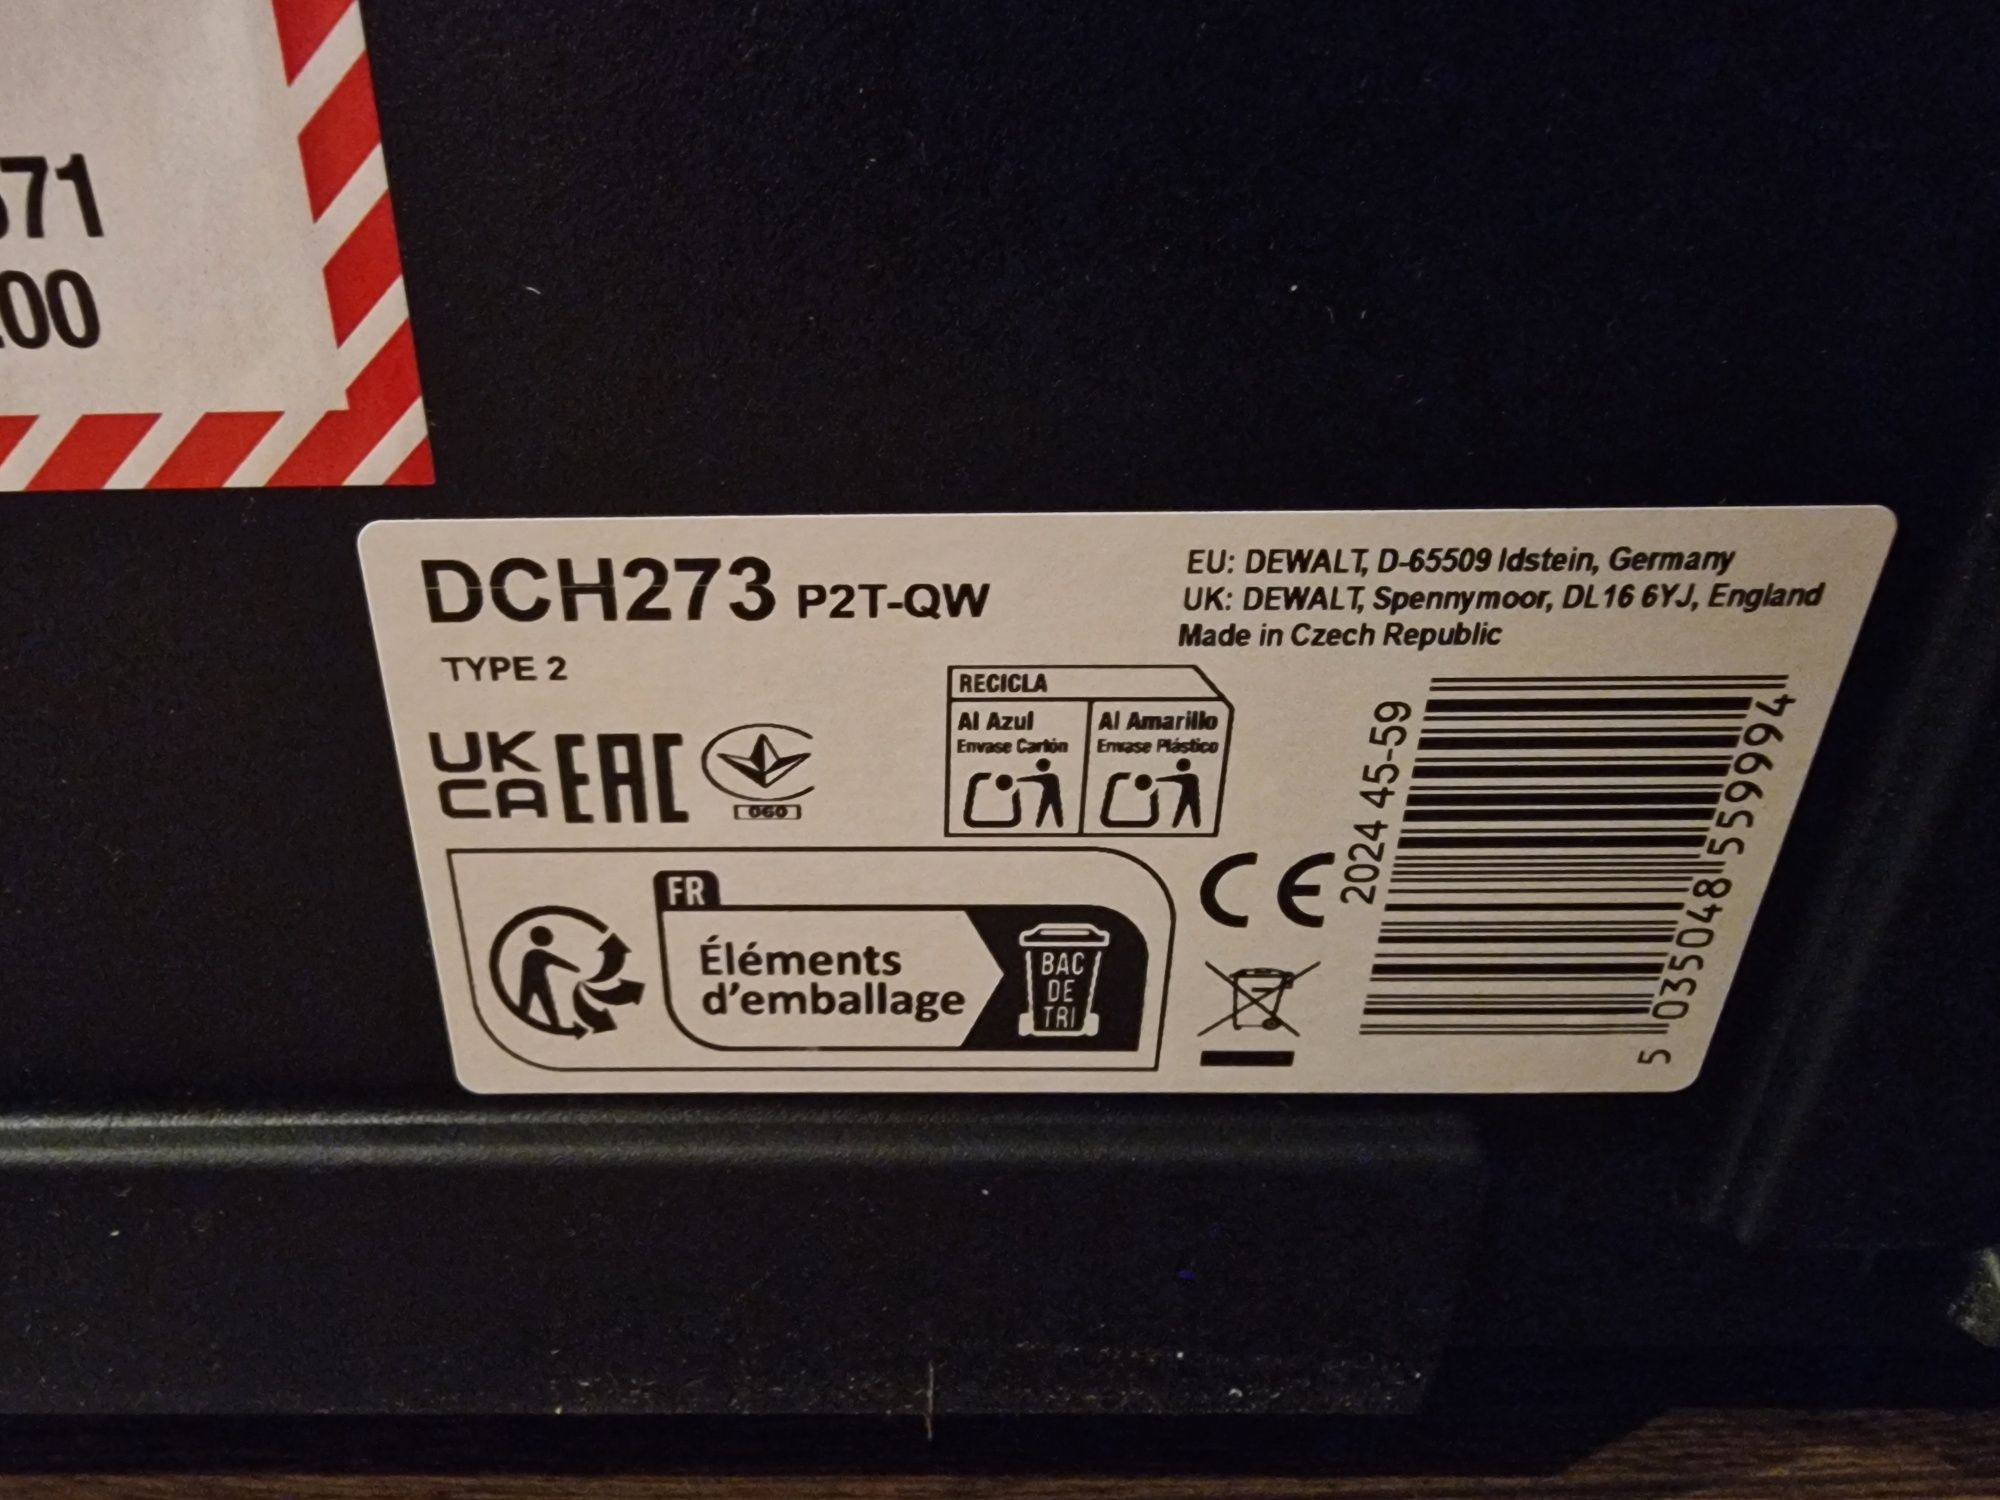 71
00
DCH273 P2T-QW
TYPE 2
EU: DEWALT, D-65509 Idstein, Germany
UK: DEWALT, Spennymoor, DL16 6YJ, England
Made in Czech Republic
UK
CA
EAC
060
RECICLA
Al Azul
Envase Cartón
Al Amarillo
Envase Plástico
FR
Éléments
d'emballage
BAC
DE
TRI
CE
2024 45-59
5 035048 559994